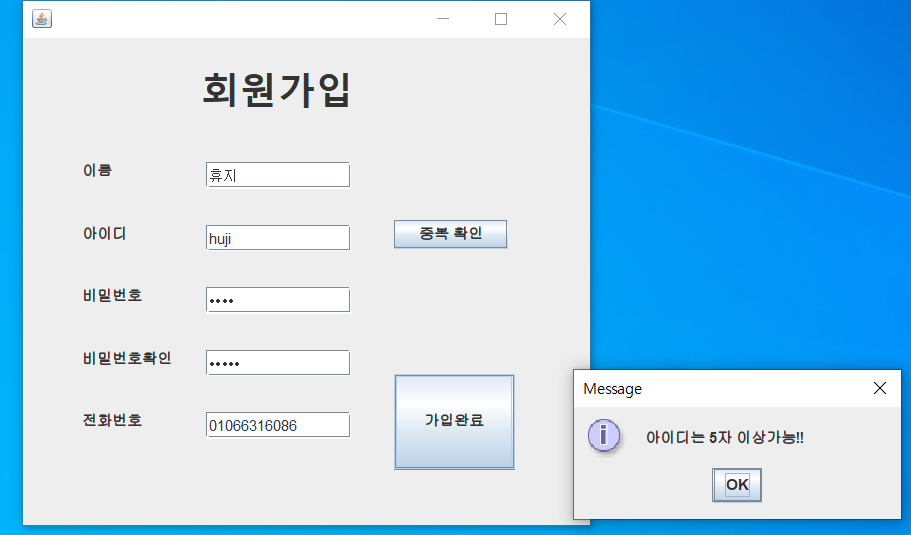 회원가입
이름
휴지
아이디
huji
중복 확인
비밀번호
••••
비밀번호확인
•••••
전화번호
01066316086
가입완료
Message
아이디는 5자 이상가능!!
OK